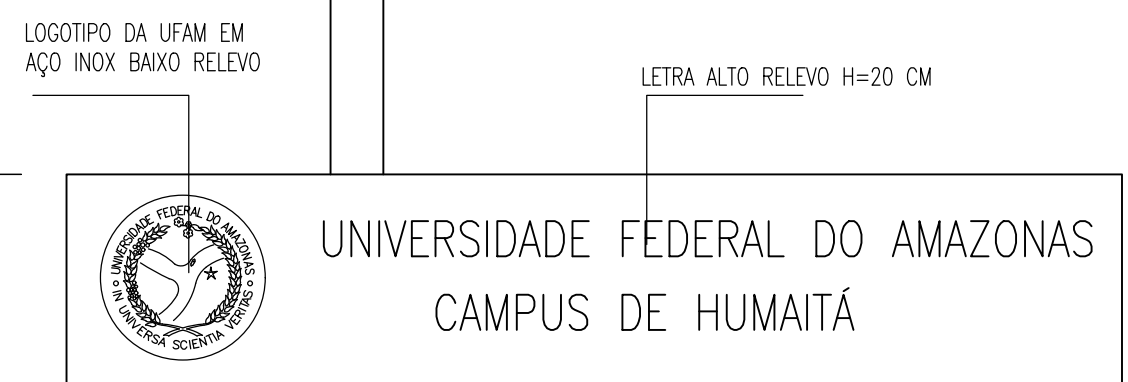 LOGOTIPO DA UFAM EM
AÇO INOX BAIXO RELEVO
LETRA ALTO RELEVO H=20 CM
UNIVERSIDADE FEDERAL DO AMAZONAS
IN UNIVERSA SCIENTIA VERITAS
UNIVERSIDADE FEDERAL DO AMAZONAS
CAMPUS DE HUMAITÁ